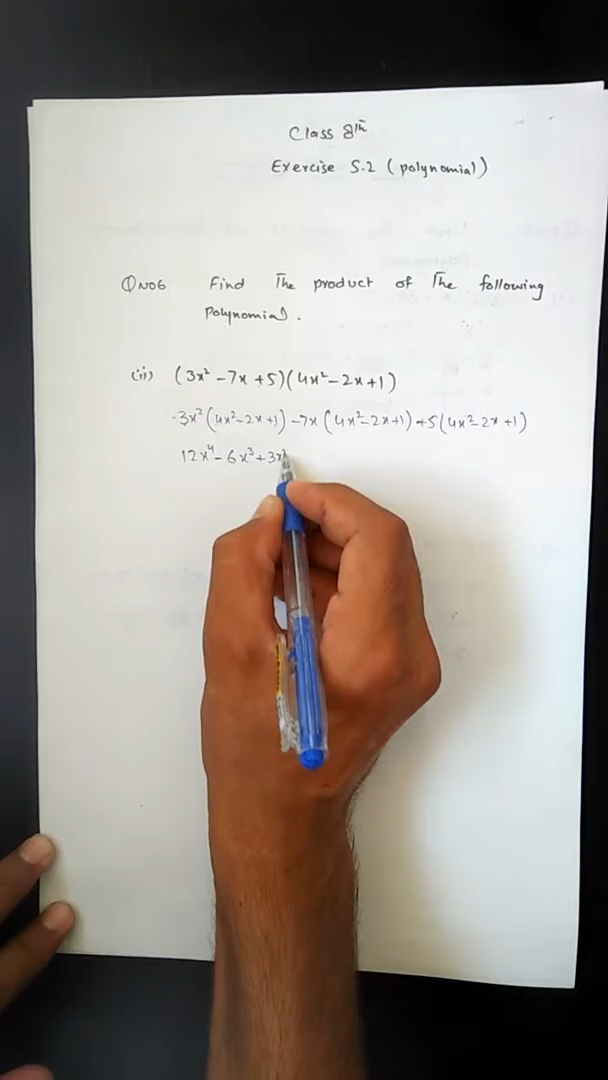 Class 8th
Exercise 5.2 (polynomial)
QNO6 Find The product of The following
Polynomial.
(ii) (3x² -7x +5)(4x²-2x+1)
3x²(4x²-2x+1) -7x(4x²-2x+1) +5(4x²-2x+1)
12x⁴ - 6x³ + 3x²